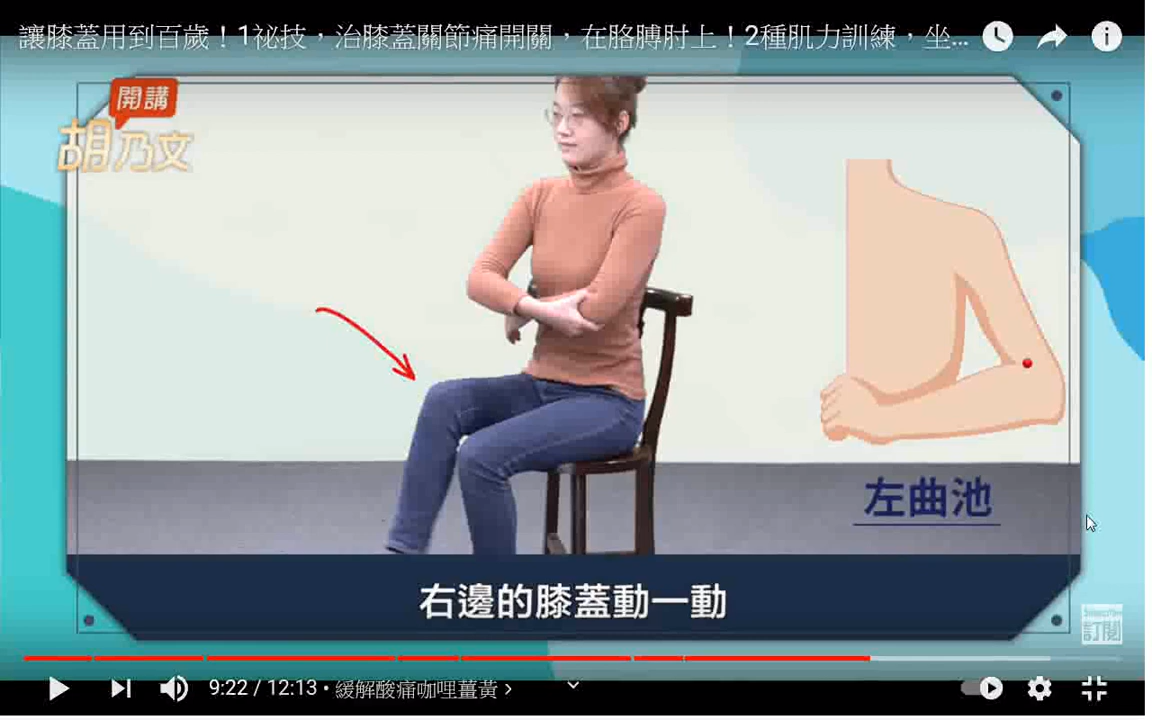 讓膝蓋用到百歲！1祕技，治膝蓋關節痛開關，在胳膊肘上！2種肌力訓練，坐...
開講
胡乃文
左曲池
右邊的膝蓋動一動
訂閱
9:22 / 12:13 • 緩解酸痛咖哩薑黃 ›